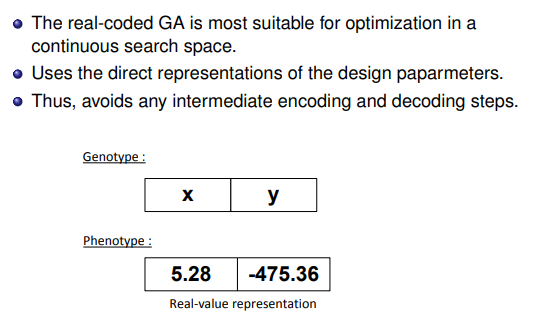 The real-coded GA is most suitable for optimization in a
continuous search space.
Uses the direct representations of the design paparmeters.
Thus, avoids any intermediate encoding and decoding steps.
Genotype :
x y
Phenotype :
5.28 -475.36
Real-value representation